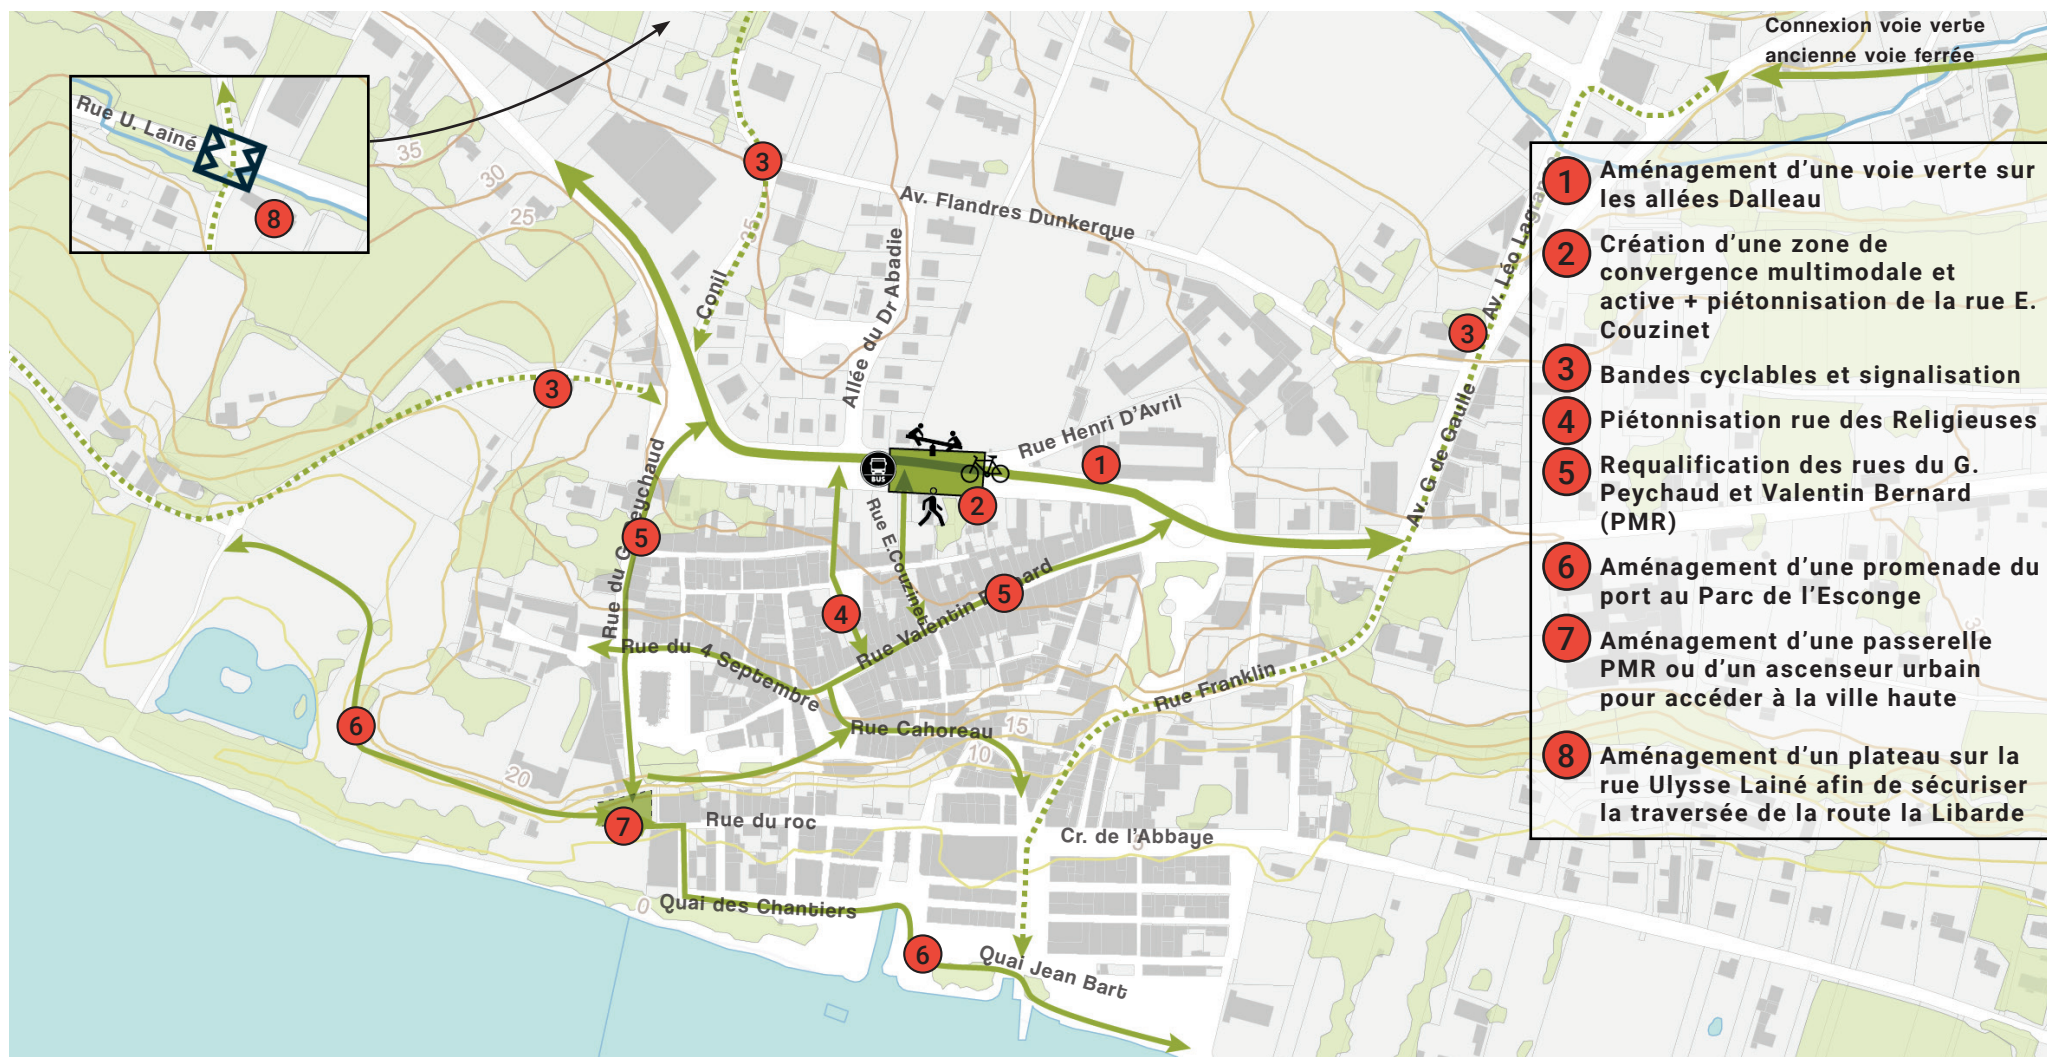 Connexion voie verte
ancienne voie ferrée
Rue U. Lainé
8
35
30
25
3
25
Conil
Av. Flandres Dunkerque
Allée du Dr Abadie
Av. Léo Lagrange
3
3
Rue Henri D'Avril
1
Av. G de Gaulle
BUS
2
Rue du G. Peychaud
5
Rue E.Couzinet
4
5
Rue Valentin Bernard
Rue du 4 Septembre
Rue Franklin
6
Rue Cahoreau
15
10
20
7
Rue du roc
Cr. de l'Abbaye
5
0
Quai des Chantiers
6
Quai Jean Bart
30
1 Aménagement d'une voie verte sur
les allées Dalleau
2 Création d'une zone de
convergence multimodale et
active + piétonnisation de la rue E.
Couzinet
3 Bandes cyclables et signalisation
4 Piétonnisation rue des Religieuses
5 Requalification des rues du G.
Peychaud et Valentin Bernard
(PMR)
6 Aménagement d'une promenade du
port au Parc de l'Esconge
7 Aménagement d'une passerelle
PMR ou d'un ascenseur urbain
pour accéder à la ville haute
8 Aménagement d'un plateau sur la
rue Ulysse Lainé afin de sécuriser
la traversée de la route la Libarde